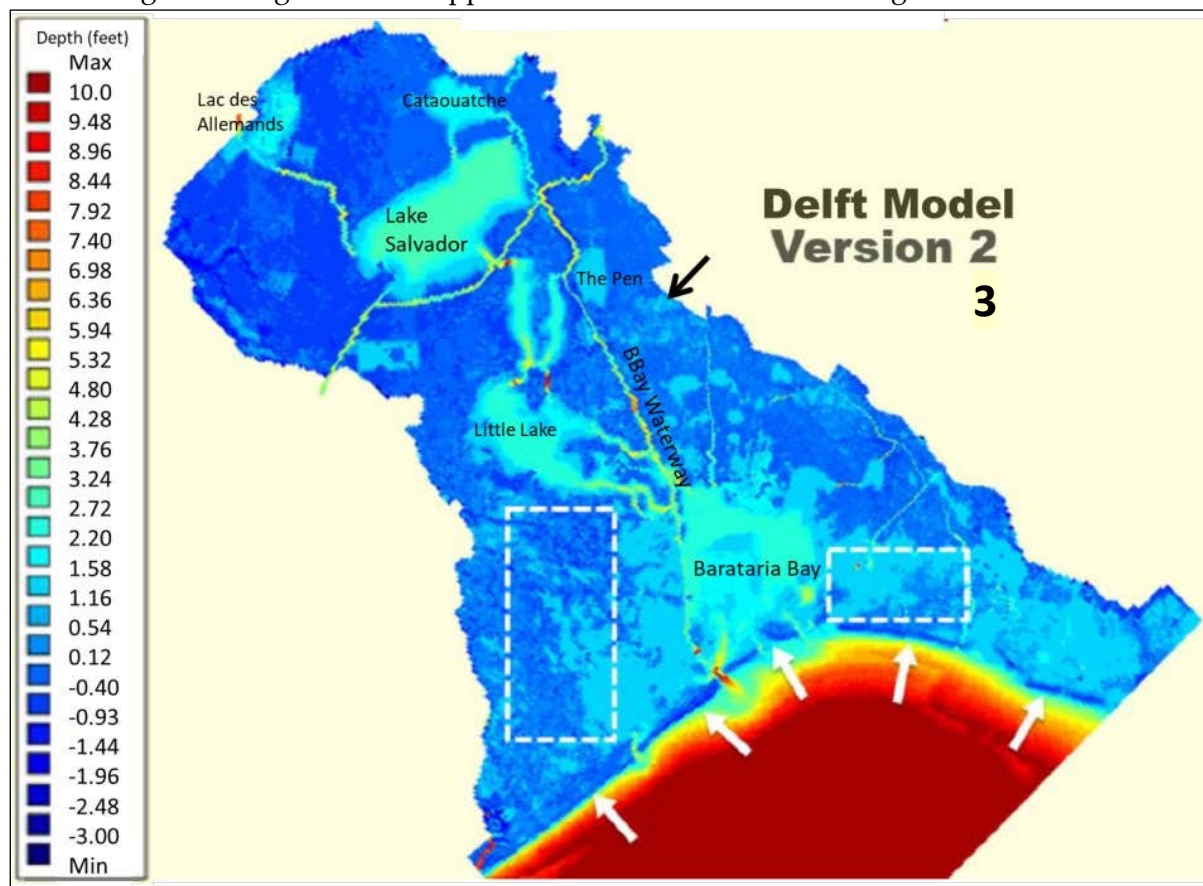 Depth (feet)
Max
10.0
9.48
8.96
8.44
7.92
7.40
6.98
6.36
5.94
5.32
4.80
4.28
3.76
3.24
2.72
2.20
1.58
1.16
0.54
0.12
-0.40
-0.93
-1.44
-1.96
-2.48
-3.00
Min
Lac des
Allemands
Cataouatche
Lake
Salvador
Delft Model
Version 2
3
The Pen
BBay Waterway
Little Lake
Barataria Bay